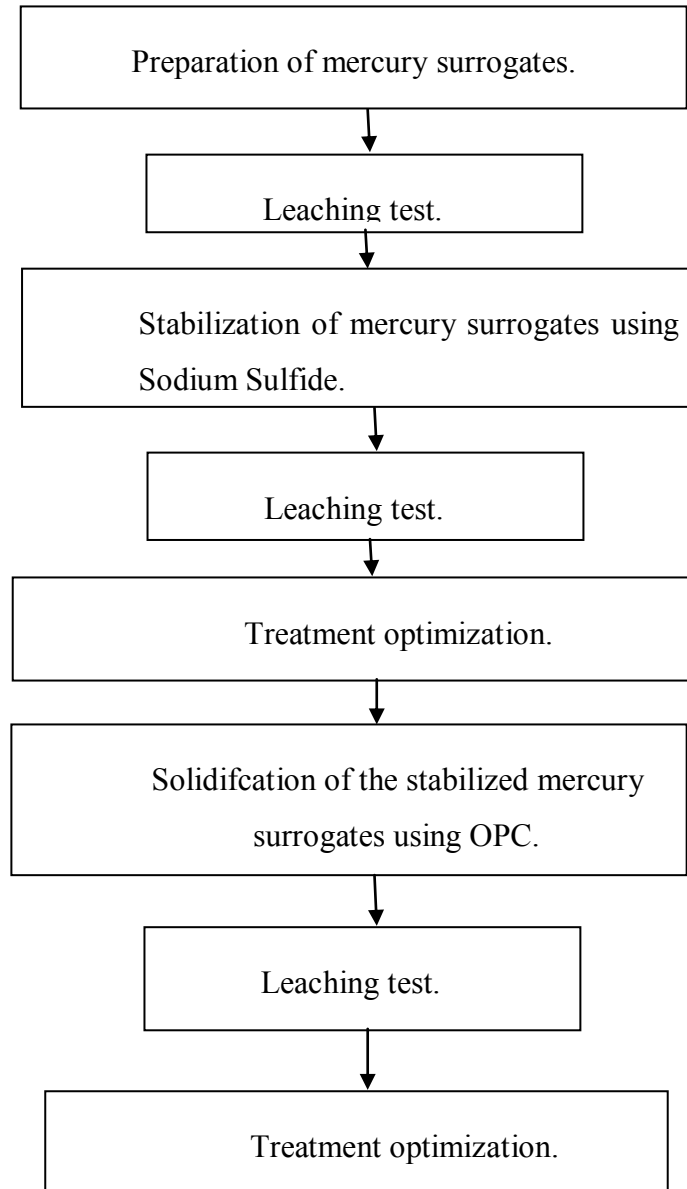 Preparation of mercury surrogates.
Leaching test.
Stabilization of mercury surrogates using
Sodium Sulfide.
Leaching test.
Treatment optimization.
Solidifcation of the stabilized mercury
surrogates using OPC.
Leaching test.
Treatment optimization.